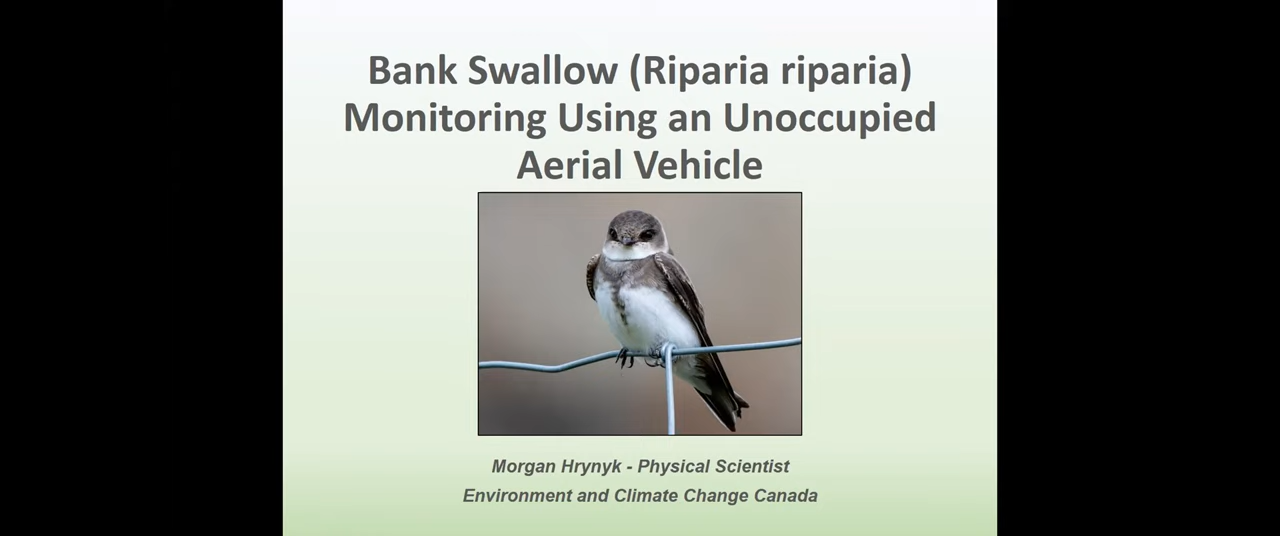 Bank Swallow (Riparia riparia)
Monitoring Using an Unoccupied
Aerial Vehicle
Morgan Hrynyk - Physical Scientist
Environment and Climate Change Canada